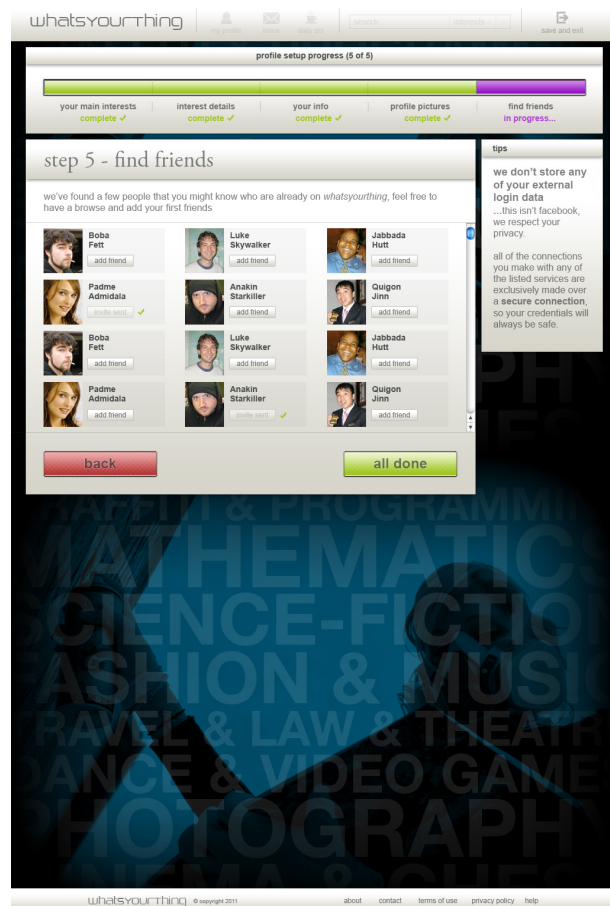 whatsyourthing
my profile
inbox
daily dot
search...
interests
save and exit
profile setup progress (5 of 5)
your main interests
complete ✓
interest details
complete ✓
your info
complete ✓
profile pictures
complete ✓
find friends
in progress...
step 5 - find friends
we've found a few people that you might know who are already on whatsyourthing, feel free to
have a browse and add your first friends
Boba
Fett
add friend
Luke
Skywalker
add friend
Jabbada
Hutt
add friend
Padme
Admidala
invite sent ✓
Anakin
Starkiller
add friend
Quigon
Jinn
add friend
Boba
Fett
add friend
Luke
Skywalker
add friend
Jabbada
Hutt
add friend
Padme
Admidala
add friend
Anakin
Starkiller
invite sent ✓
Quigon
Jinn
add friend
back
all done
tips
we don't store any
of your external
login data
...this isn't facebook,
we respect your
privacy.
all of the connections
you make with any of
the listed services are
exclusively made over
a secure connection,
so your credentials will
always be safe.
GRAFFITI & PROGRAMMIN
MATHEMATICS
SCIENCE-FICTION
FASHION & MUSIC
TRAVEL & LAW & THEATR
DANCE & VIDEO GAME
PHOTOGRAPHY
CINEMA & CHES
whatsyourthing © copyright 2011
about
contact
terms of use
privacy policy
help